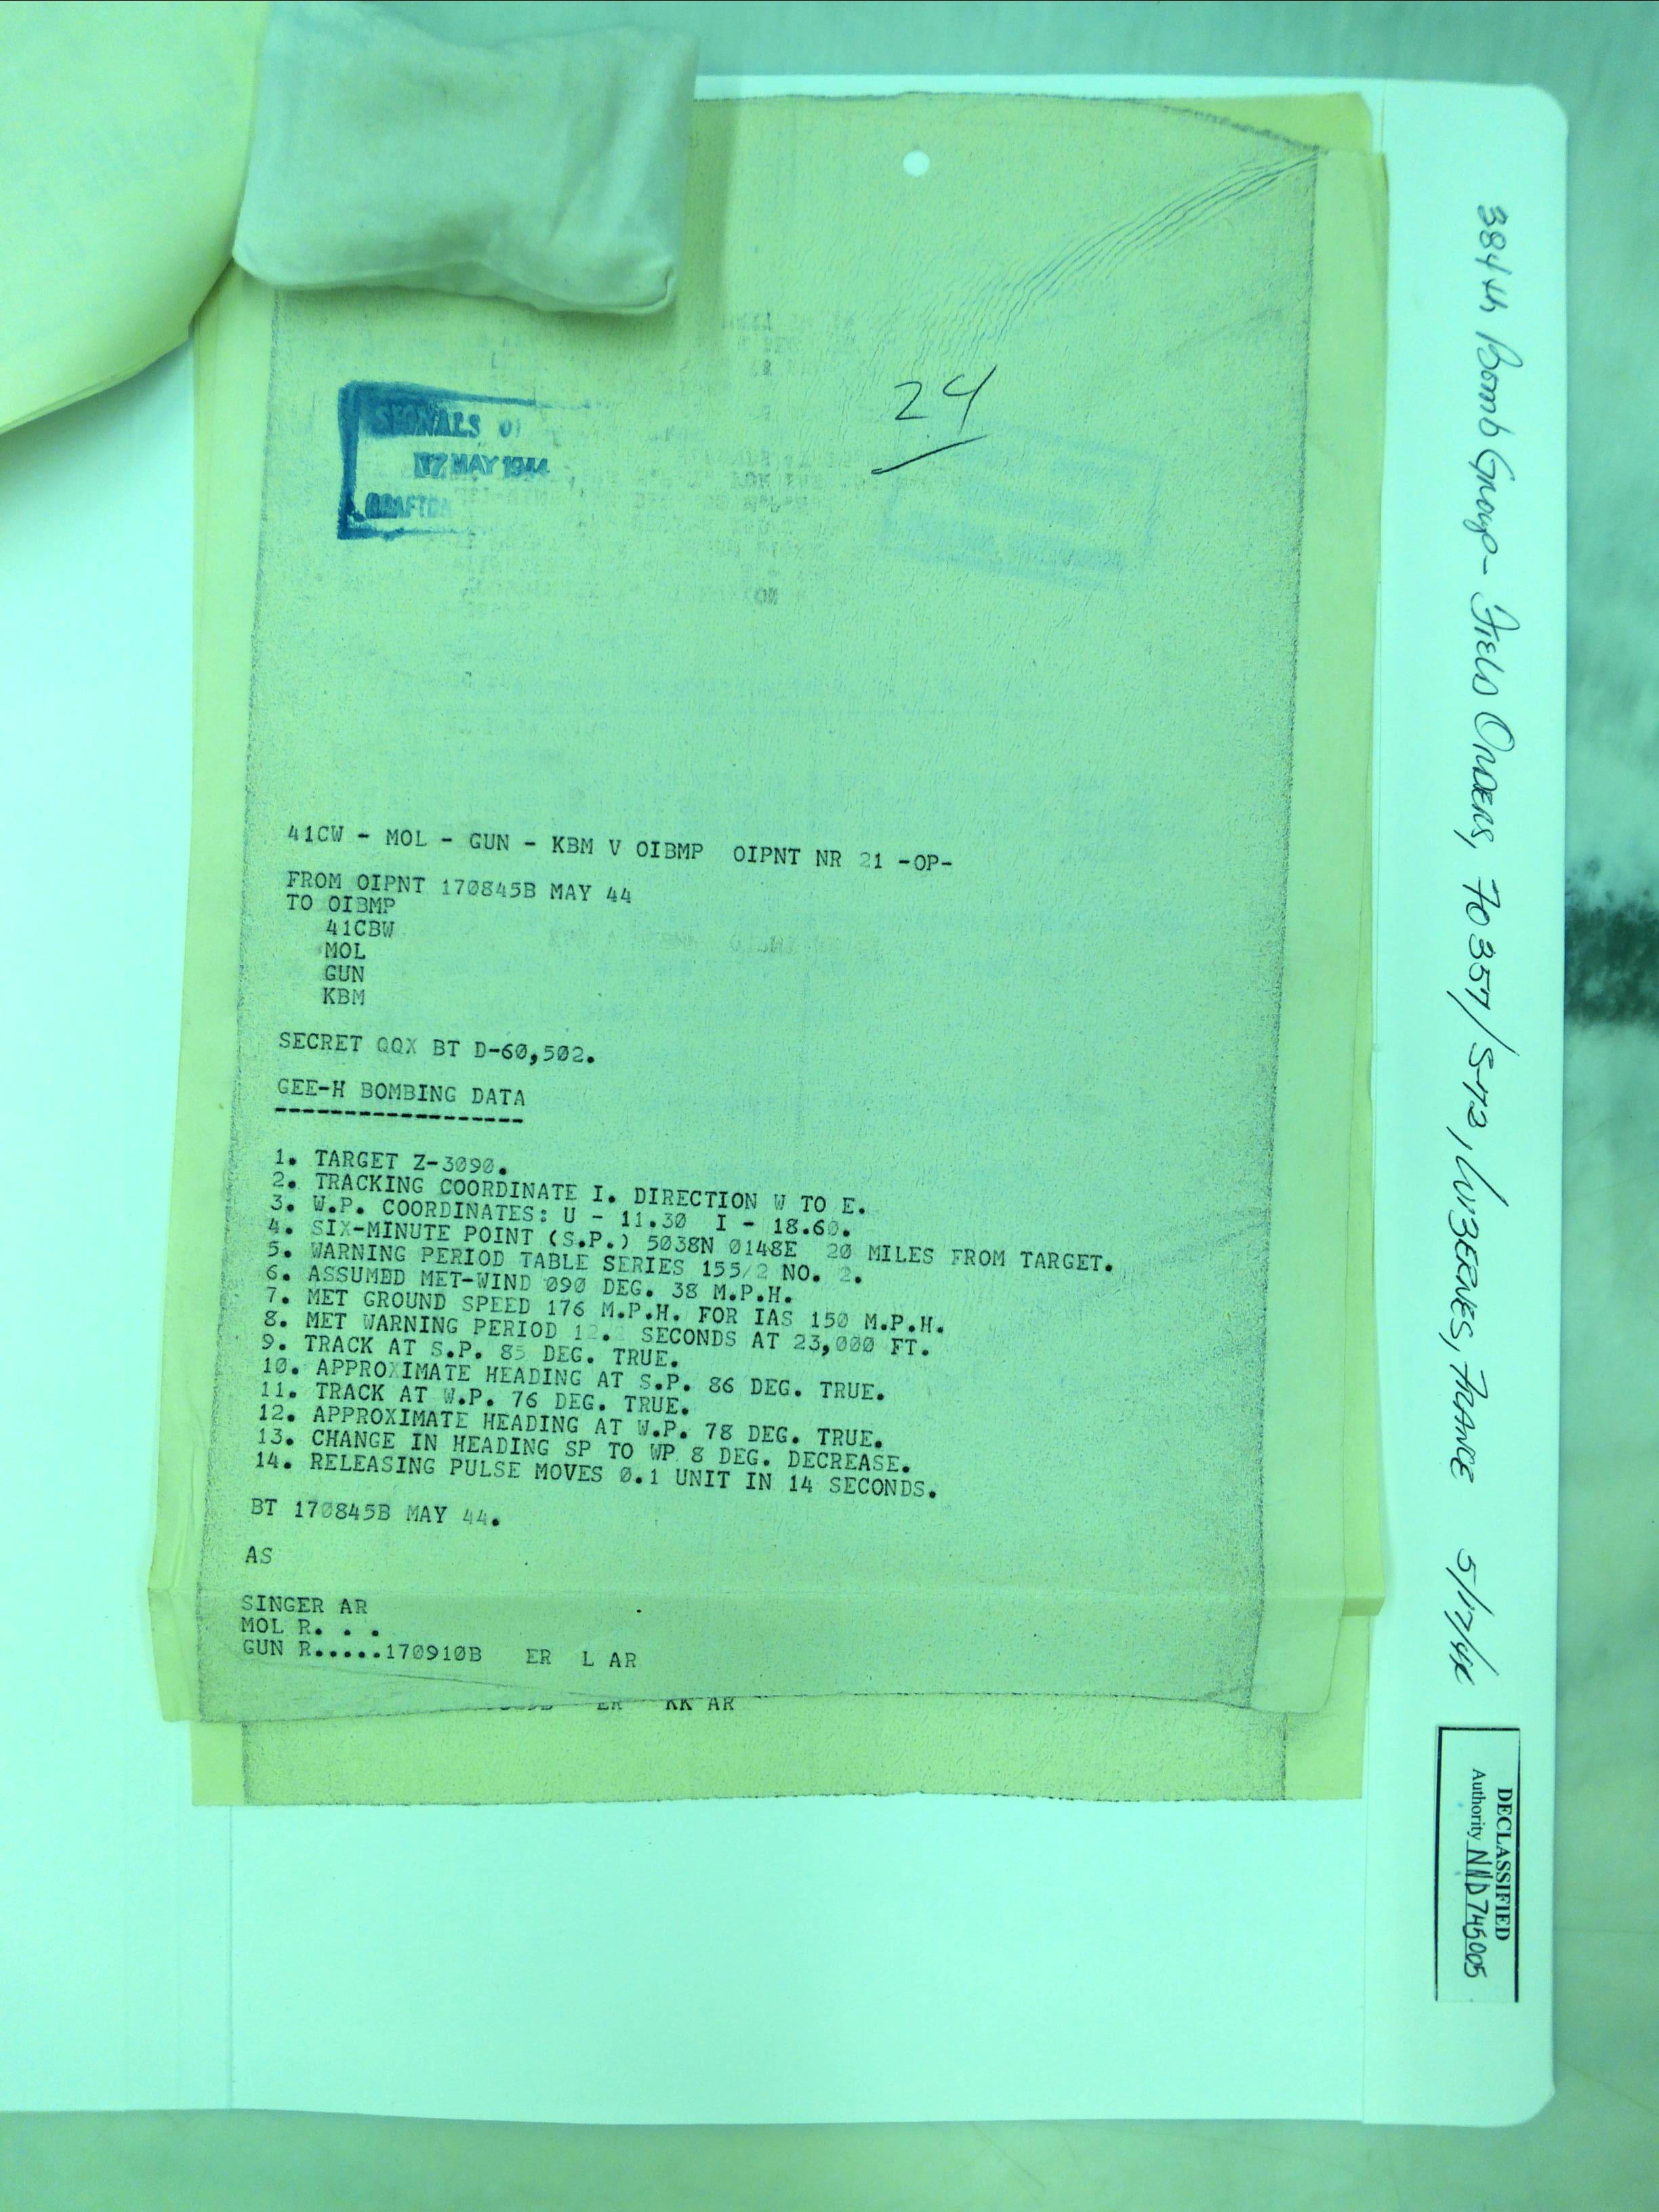 24
SIGNALS
17 MAY 1944
GRAFTON
41CW - MOL - GUN - KBM V OIBMP OIPNT NR 21 -OP-
FROM OIPNT 170845B MAY 44
TO OIBMP
41CBW
MOL
GUN
KBM
SECRET QQX BT D-60,502.
GEE-H BOMBING DATA
------------------
1. TARGET Z-3090.
2. TRACKING COORDINATE I. DIRECTION W TO E.
3. W.P. COORDINATES: U - 11.30 I - 18.60.
4. SIX-MINUTE POINT (S.P.) 5038N 0148E 20 MILES FROM TARGET.
5. WARNING PERIOD TABLE SERIES 155/2 NO. 2.
6. ASSUMED MET-WIND 090 DEG. 38 M.P.H.
7. MET GROUND SPEED 176 M.P.H. FOR IAS 150 M.P.H.
8. MET WARNING PERIOD SECONDS AT 23,000 FT.
9. TRACK AT S.P. 85 DEG. TRUE.
10. APPROXIMATE HEADING AT S.P. 86 DEG. TRUE.
11. TRACK AT W.P. 76 DEG. TRUE.
12. APPROXIMATE HEADING AT W.P. 78 DEG. TRUE.
13. CHANGE IN HEADING SP TO WP 8 DEG. DECREASE.
14. RELEASING PULSE MOVES 0.1 UNIT IN 14 SECONDS.
BT 170845B MAY 44.
AS
SINGER AR
MOL R. . .
GUN R.....170910B ER L AR
ER KK AR
384th Bomb Group - Field Orders, FO 357/S-73, WIZERNES, FRANCE 5/17/44
DECLASSIFIED
Authority NND745005